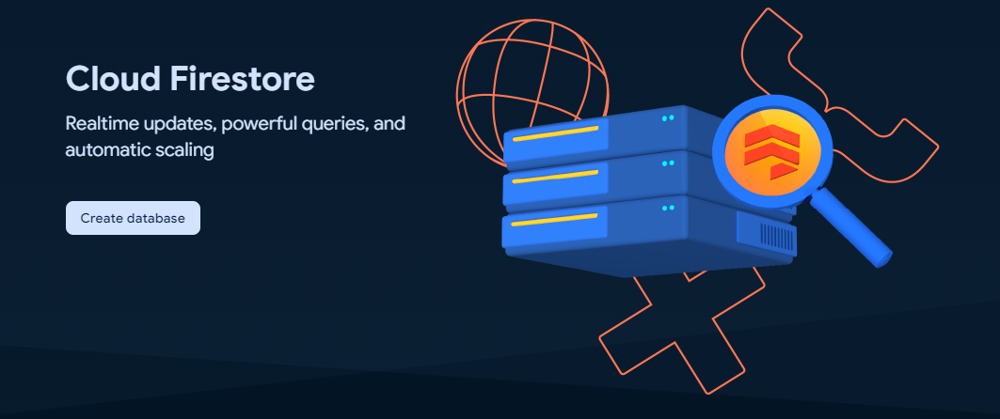 Cloud Firestore
Realtime updates, powerful queries, and
automatic scaling
Create database